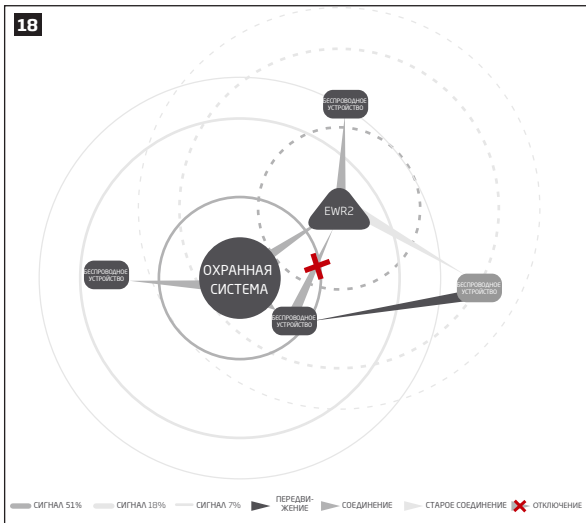 18
БЕСПРОВОДНОЕ
УСТРОЙСТВО
EWR2
БЕСПРОВОДНОЕ
УСТРОЙСТВО
ОХРАННАЯ
СИСТЕМА
БЕСПРОВОДНОЕ
УСТРОЙСТВО
БЕСПРОВОДНОЕ
УСТРОЙСТВО
СИГНАЛ 51%
СИГНАЛ 18%
СИГНАЛ 7%
ПЕРЕДВИ-
ЖЕНИЕ
СОЕДИНЕНИЕ
СТАРОЕ СОЕДИНЕНИЕ
ОТКЛЮЧЕНИЕ